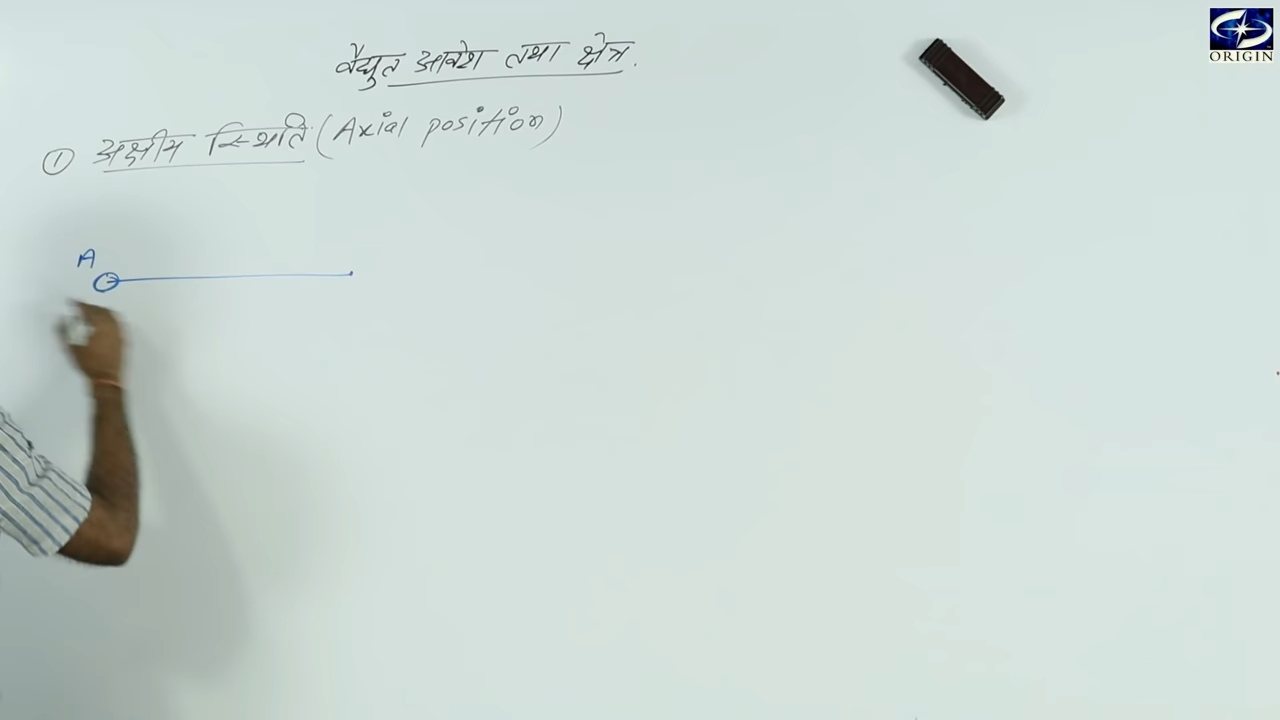 वैद्युत आवेश तथा क्षेत्र.
① अक्षीय स्थिति (Axial position)
A
ORIGIN